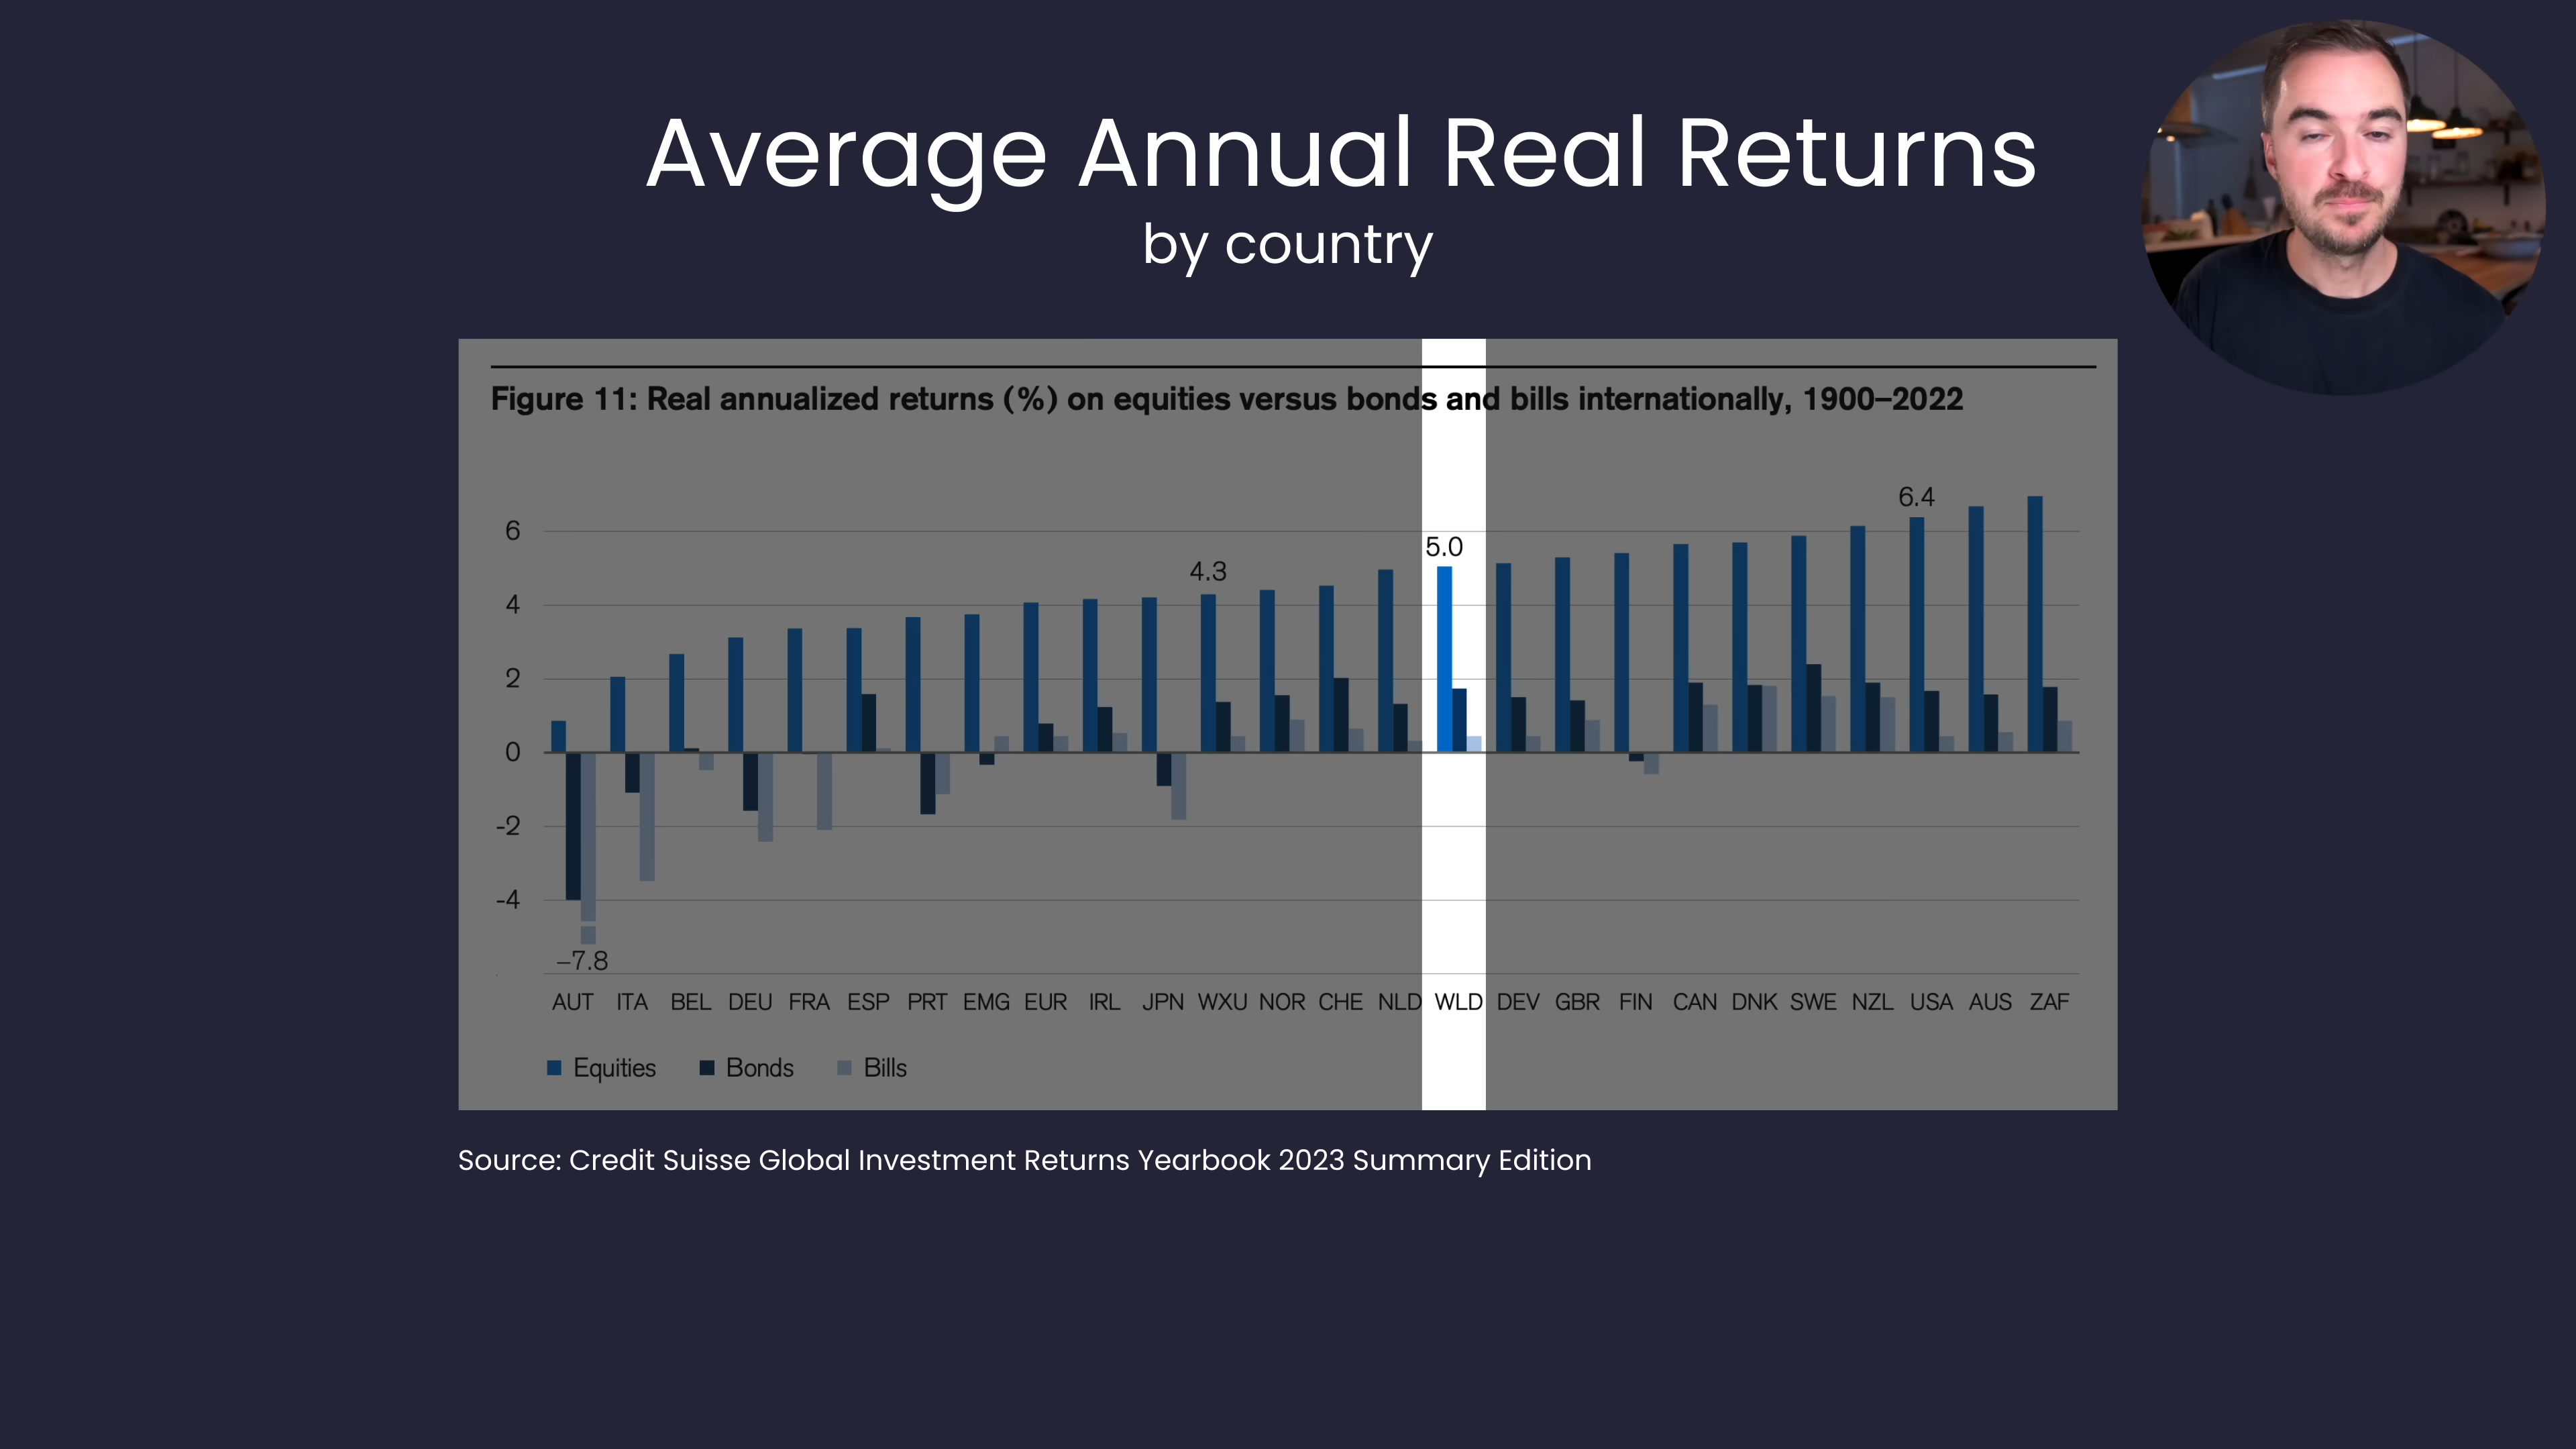 Average Annual Real Returns
by country
Figure 11: Real annualized returns (%) on equities versus bonds and bills internationally, 1900–2022
6.4
6
5.0
4.3
4
2
0
-2
-4
–7.8
AUT ITA BEL DEU FRA ESP PRT EMG EUR IRL JPN WXU NOR CHE NLD WLD DEV GBR FIN CAN DNK SWE NZL USA AUS ZAF
Equities Bonds Bills
Source: Credit Suisse Global Investment Returns Yearbook 2023 Summary Edition